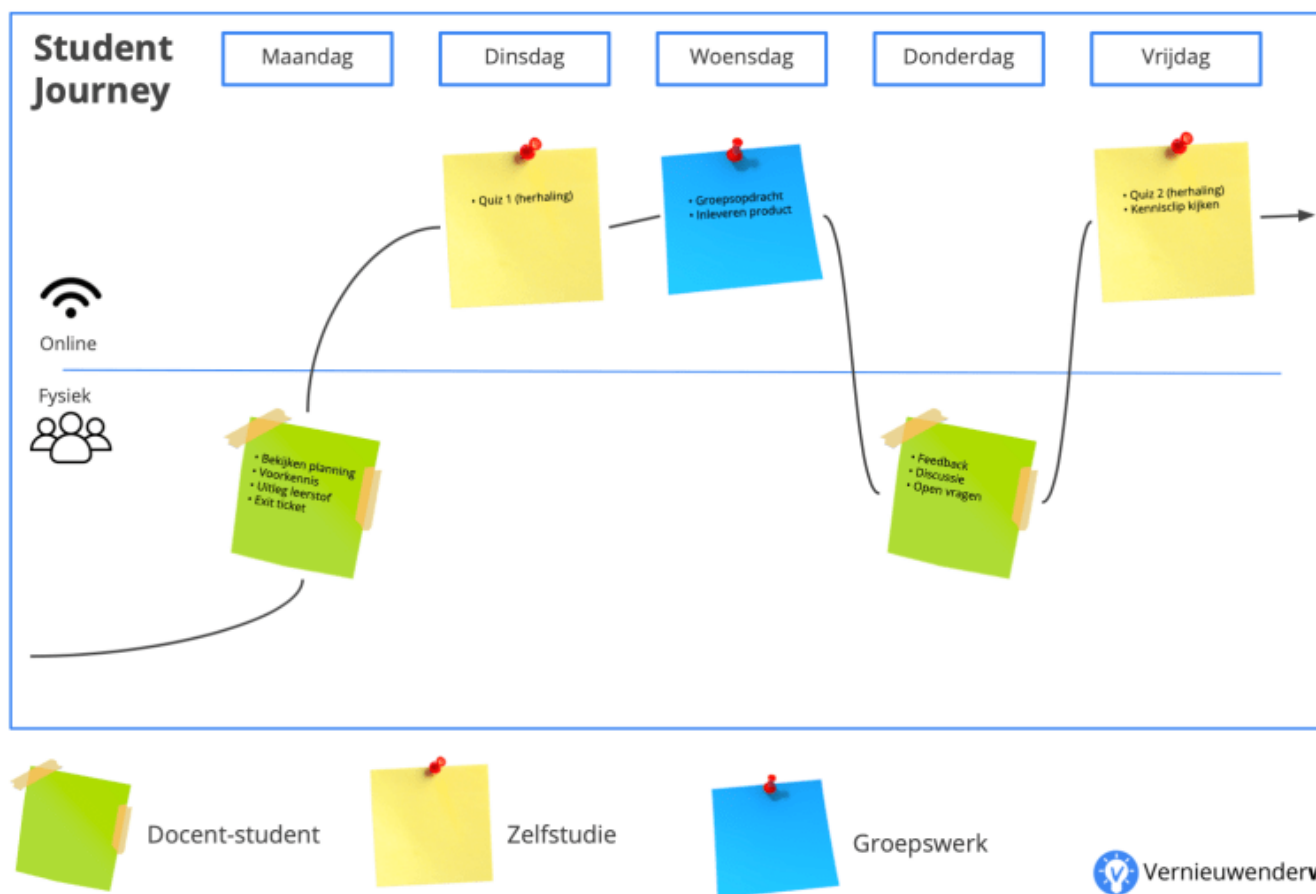 Student
Journey
Maandag
Dinsdag
Woensdag
Donderdag
Vrijdag
• Quiz 1 (herhaling)
• Groepsopdracht
• Inleveren product
• Quiz 2 (herhaling)
• Kennisclip kijken
Online
Fysiek
• Bekijken planning
• Voorkennis
• Uitleg leerstof
• Exit ticket
• Feedback
• Discussie
• Open vragen
Docent-student
Zelfstudie
Groepswerk